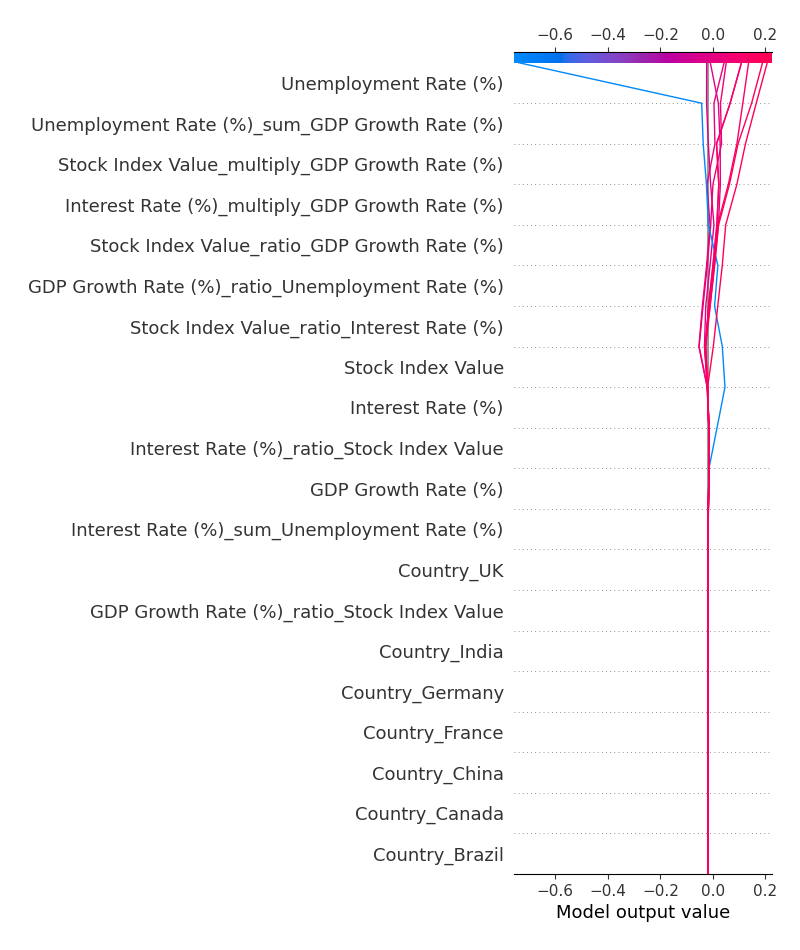 −0.6 −0.4 −0.2 0.0 0.2
Unemployment Rate (%)
Unemployment Rate (%)_sum_GDP Growth Rate (%)
Stock Index Value_multiply_GDP Growth Rate (%)
Interest Rate (%)_multiply_GDP Growth Rate (%)
Stock Index Value_ratio_GDP Growth Rate (%)
GDP Growth Rate (%)_ratio_Unemployment Rate (%)
Stock Index Value_ratio_Interest Rate (%)
Stock Index Value
Interest Rate (%)
Interest Rate (%)_ratio_Stock Index Value
GDP Growth Rate (%)
Interest Rate (%)_sum_Unemployment Rate (%)
Country_UK
GDP Growth Rate (%)_ratio_Stock Index Value
Country_India
Country_Germany
Country_France
Country_China
Country_Canada
Country_Brazil
−0.6 −0.4 −0.2 0.0 0.2
Model output value